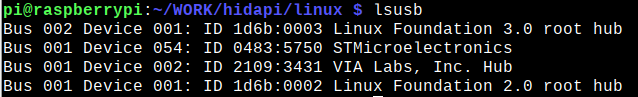 pi@raspberrypi:~/WORK/hidapi/linux $ lsusb
Bus 002 Device 001: ID 1d6b:0003 Linux Foundation 3.0 root hub
Bus 001 Device 054: ID 0483:5750 STMicroelectronics
Bus 001 Device 002: ID 2109:3431 VIA Labs, Inc. Hub
Bus 001 Device 001: ID 1d6b:0002 Linux Foundation 2.0 root hub